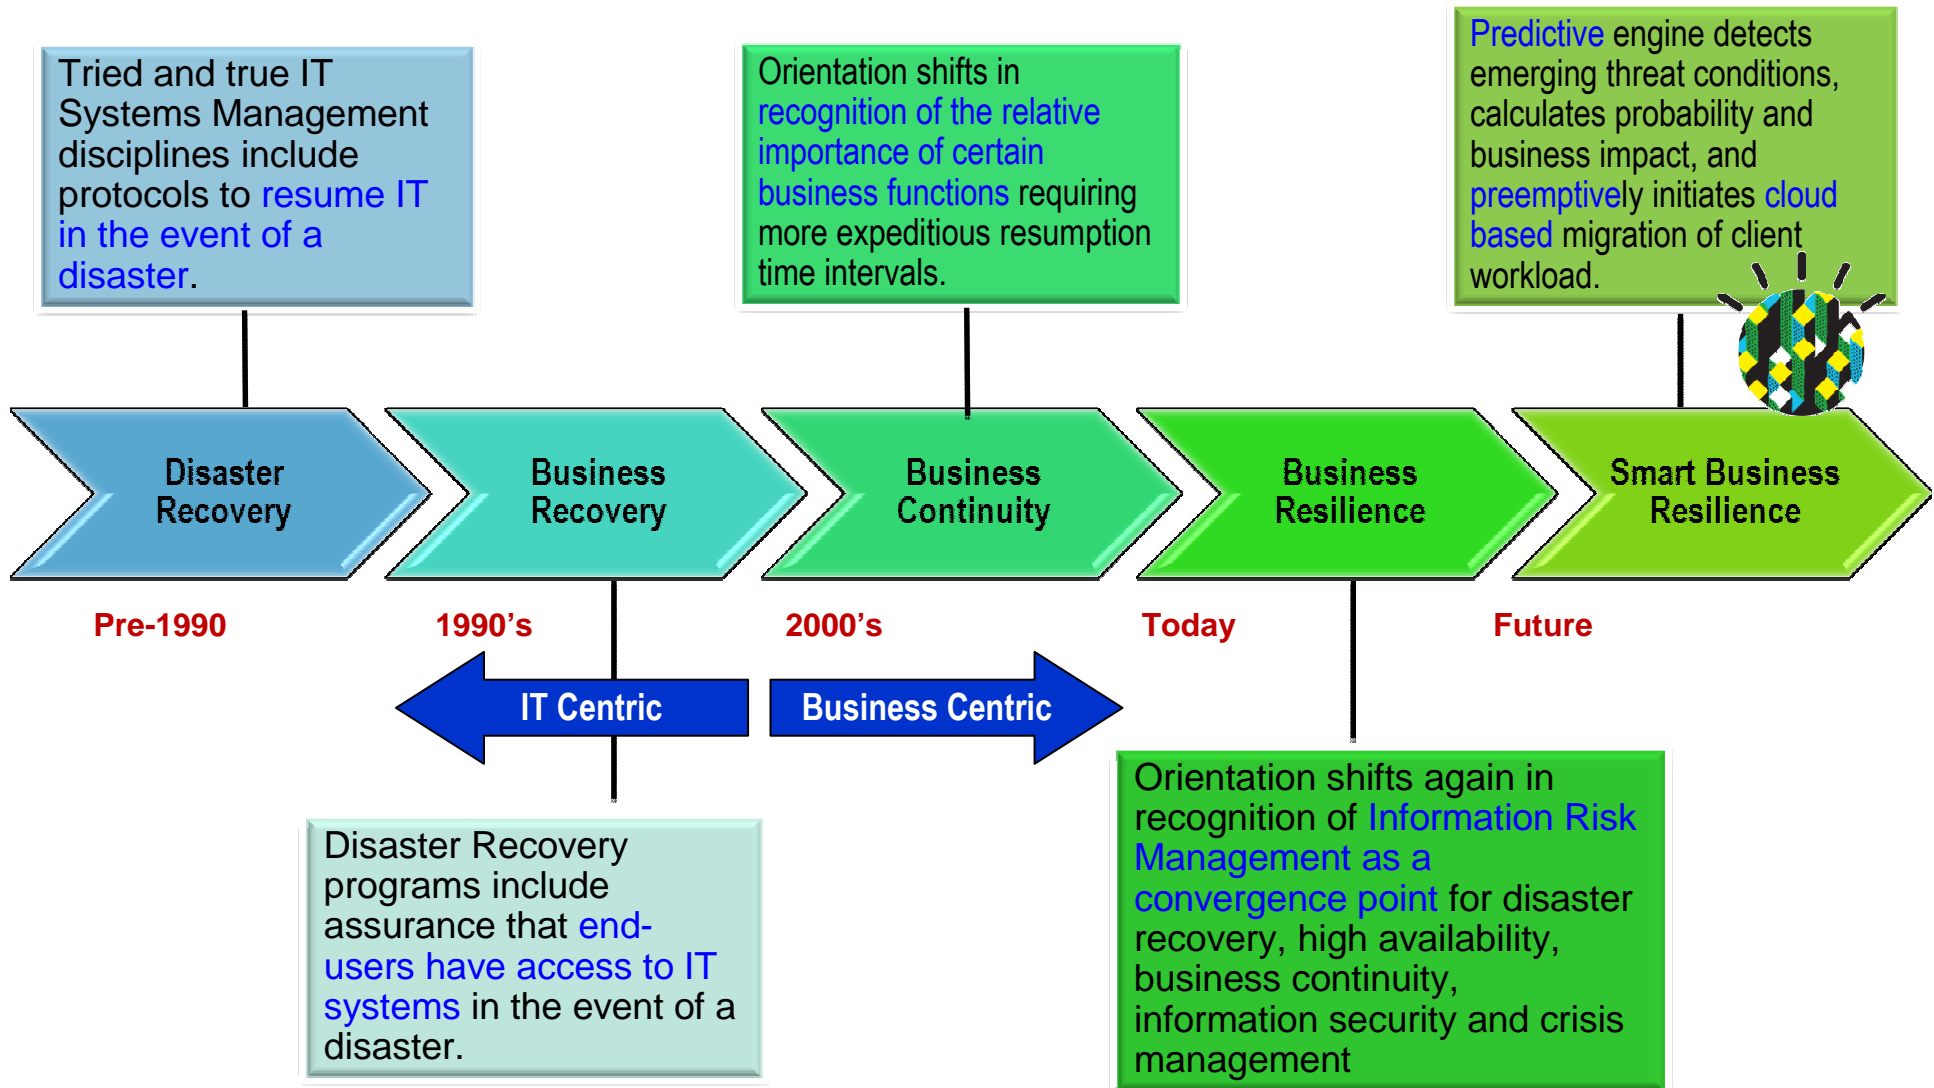 Tried and true IT
Systems Management
disciplines include
protocols to resume IT
in the event of a
disaster.
Orientation shifts in
recognition of the relative
importance of certain
business functions requiring
more expeditious resumption
time intervals.
Predictive engine detects
emerging threat conditions,
calculates probability and
business impact, and
preemptively initiates cloud
based migration of client
workload.
Disaster
Recovery
Business
Recovery
Business
Continuity
Business
Resilience
Smart Business
Resilience
Pre-1990
1990’s
2000’s
Today
Future
IT Centric
Business Centric
Disaster Recovery
programs include
assurance that end-
users have access to IT
systems in the event of a
disaster.
Orientation shifts again in
recognition of Information Risk
Management as a
convergence point for disaster
recovery, high availability,
business continuity,
information security and crisis
management